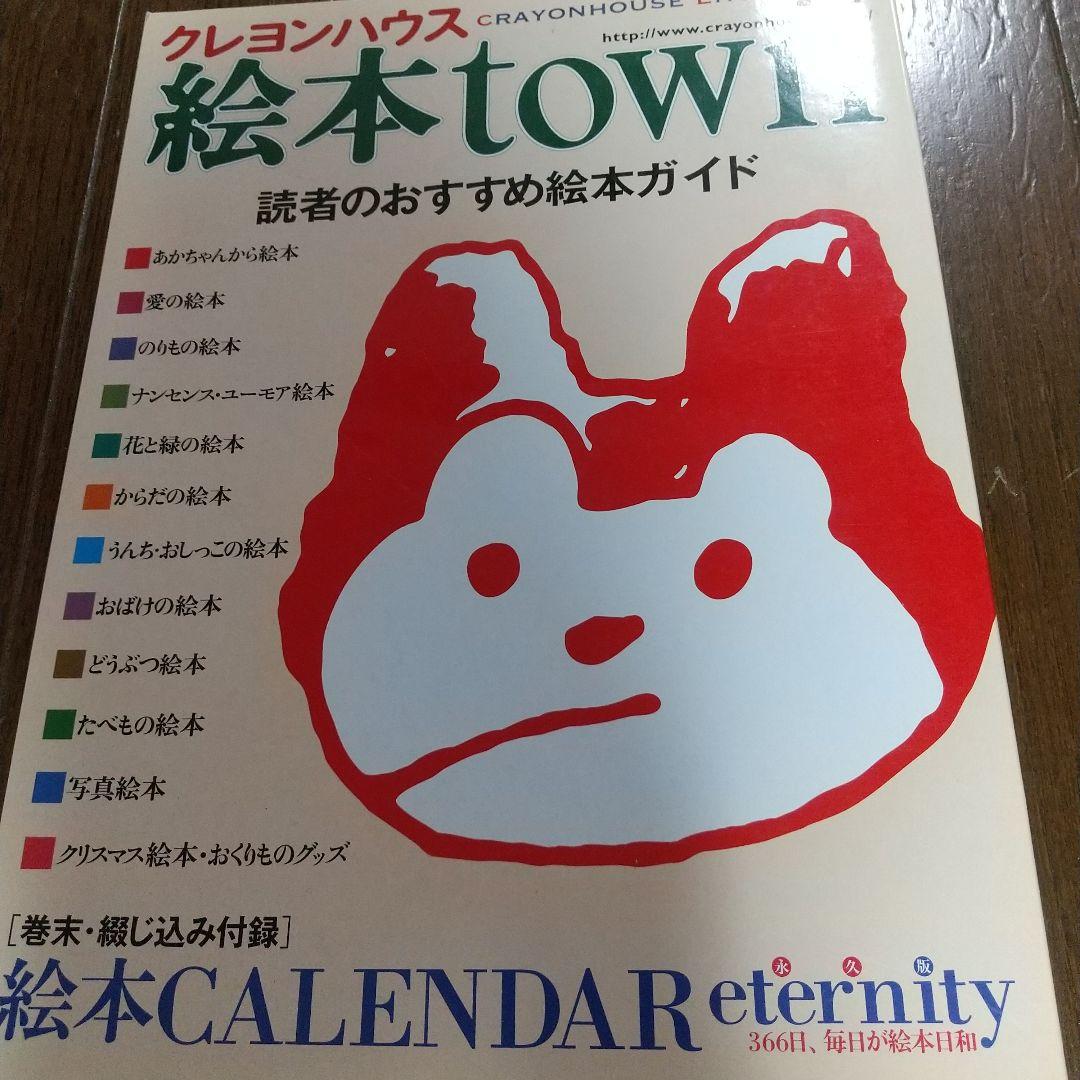 クレヨンハウス CRAYONHOUSE
http://www.crayonhou
絵本town
読者のおすすめ絵本ガイド
あかちゃんから絵本
愛の絵本
のりもの絵本
ナンセンス・ユーモア絵本
花と緑の絵本
からだの絵本
うんち・おしっこの絵本
おばけの絵本
どうぶつ絵本
たべもの絵本
写真絵本
クリスマス絵本・おくりものグッズ
[巻末・綴じ込み付録]
永久版
絵本CALENDAR eternity
366日、毎日が絵本日和